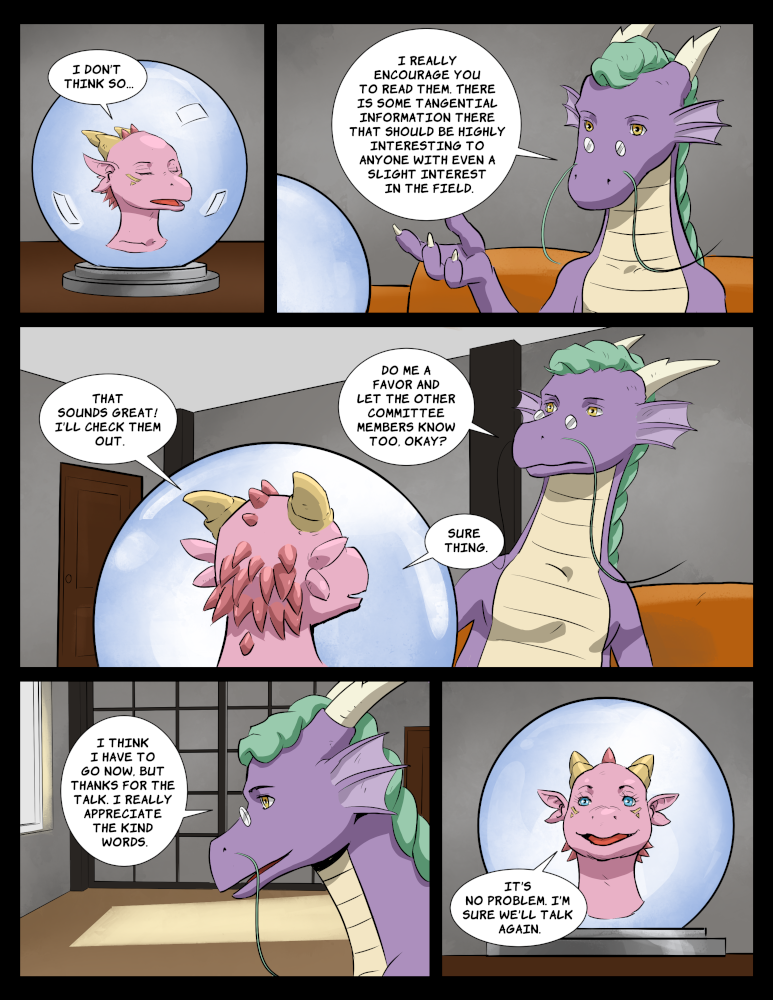 I DON'T
THINK SO...
I REALLY
ENCOURAGE YOU
TO READ THEM. THERE
IS SOME TANGENTIAL
INFORMATION THERE
THAT SHOULD BE HIGHLY
INTERESTING TO
ANYONE WITH EVEN A
SLIGHT INTEREST
IN THE FIELD.
THAT
SOUNDS GREAT!
I'LL CHECK THEM
OUT.
DO ME A
FAVOR AND
LET THE OTHER
COMMITTEE
MEMBERS KNOW
TOO, OKAY?
SURE
THING.
I THINK
I HAVE TO
GO NOW. BUT
THANKS FOR THE
TALK. I REALLY
APPRECIATE
THE KIND
WORDS.
IT'S
NO PROBLEM. I'M
SURE WE'LL TALK
AGAIN.